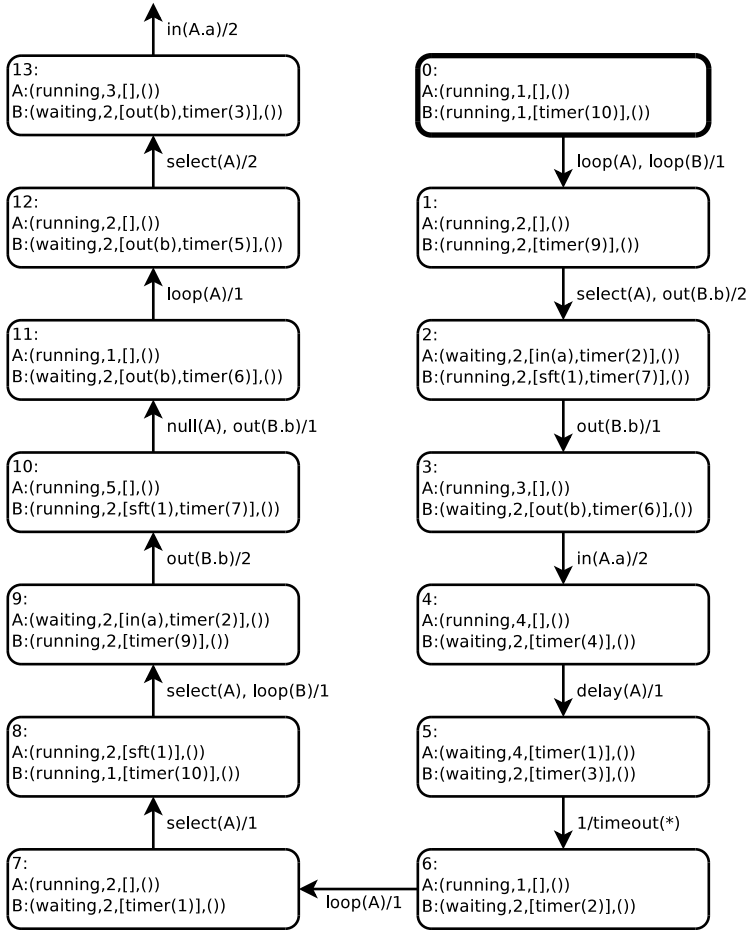 in(A.a)/2
13:
A:(running,3,[],())
B:(waiting,2,[out(b),timer(3)],())
select(A)/2
12:
A:(running,2,[],())
B:(waiting,2,[out(b),timer(5)],())
loop(A)/1
11:
A:(running,1,[],())
B:(waiting,2,[out(b),timer(6)],())
null(A), out(B.b)/1
10:
A:(running,5,[],())
B:(running,2,[sft(1),timer(7)],())
out(B.b)/2
9:
A:(waiting,2,[in(a),timer(2)],())
B:(running,2,[timer(9)],())
select(A), loop(B)/1
8:
A:(running,2,[sft(1)],())
B:(running,1,[timer(10)],())
select(A)/1
7:
A:(running,2,[],())
B:(waiting,2,[timer(1)],())
0:
A:(running,1,[],())
B:(running,1,[timer(10)],())
loop(A), loop(B)/1
1:
A:(running,2,[],())
B:(running,2,[timer(9)],())
select(A), out(B.b)/2
2:
A:(waiting,2,[in(a),timer(2)],())
B:(running,2,[sft(1),timer(7)],())
out(B.b)/1
3:
A:(running,3,[],())
B:(waiting,2,[out(b),timer(6)],())
in(A.a)/2
4:
A:(running,4,[],())
B:(waiting,2,[timer(4)],())
delay(A)/1
5:
A:(waiting,4,[timer(1)],())
B:(waiting,2,[timer(3)],())
1/timeout(*)
6:
A:(running,1,[],())
B:(waiting,2,[timer(2)],())
loop(A)/1